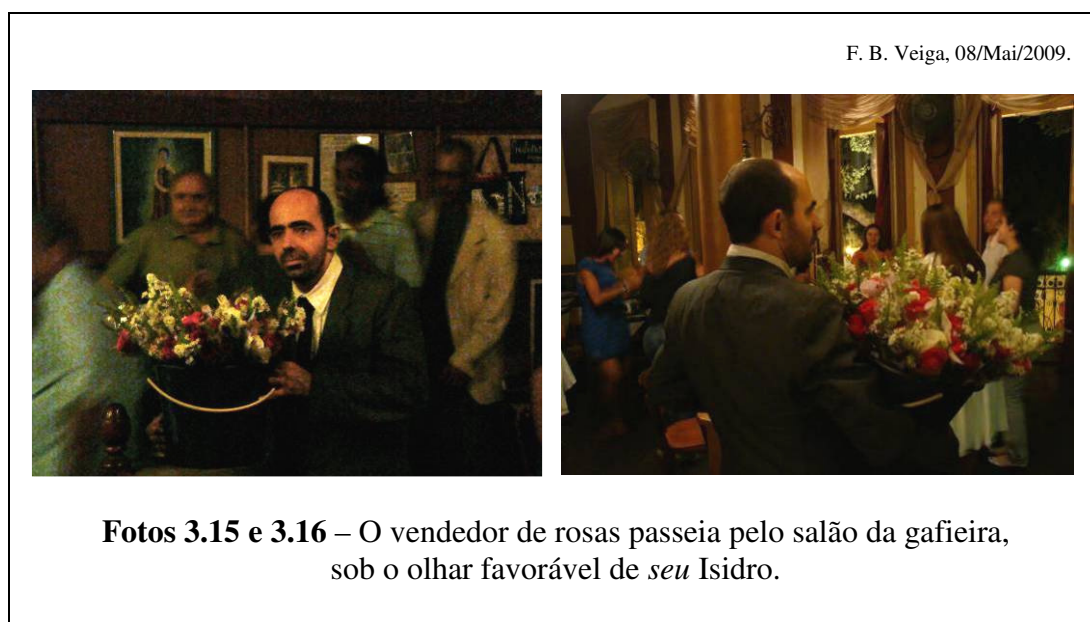 F. B. Veiga, 08/Mai/2009.
Fotos 3.15 e 3.16 – O vendedor de rosas passeia pelo salão da gafieira,
sob o olhar favorável de seu Isidro.